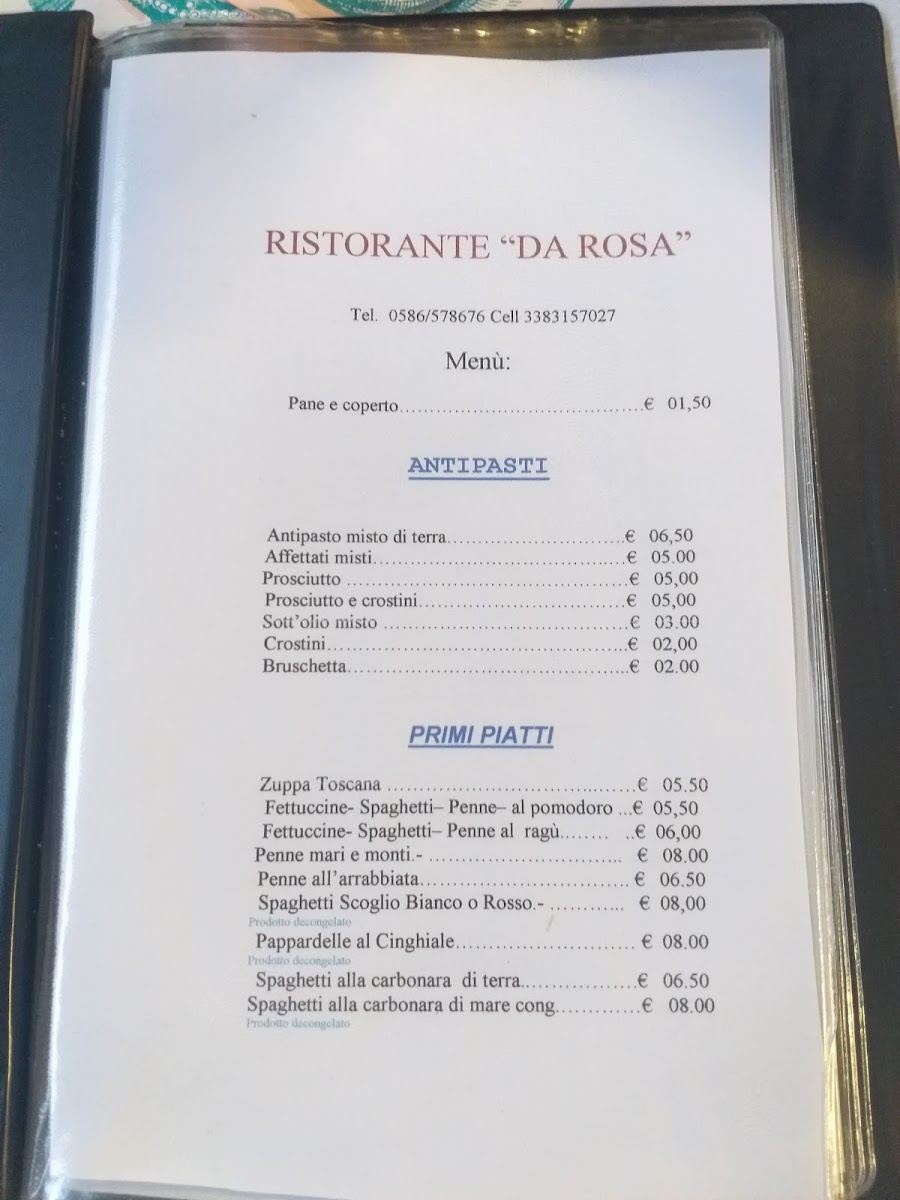 RISTORANTE “DA ROSA”
Tel. 0586/578676 Cell 3383157027
Menù:
Pane e coperto.......................................€ 01,50
ANTIPASTI
Antipasto misto di terra............................€ 06,50
Affettati misti........................................€ 05.00
Prosciutto ............................................€ 05,00
Prosciutto e crostini.................................€ 05,00
Sott’olio misto .......................................€ 03.00
Crostini................................................€ 02,00
Bruschetta.............................................€ 02.00
PRIMI PIATTI
Zuppa Toscana .......................................€ 05.50
Fettuccine- Spaghetti– Penne– al pomodoro ...€ 05,50
Fettuccine- Spaghetti– Penne al ragù........ ..€ 06,00
Penne mari e monti.- .............................. € 08.00
Penne all’arrabbiata.................................€ 06.50
Spaghetti Scoglio Bianco o Rosso.- ............ € 08,00
Prodotto decongelato
Pappardelle al Cinghiale............................€ 08.00
Prodotto decongelato
Spaghetti alla carbonara di terra..................€ 06.50
Spaghetti alla carbonara di mare cong.............€ 08.00
Prodotto decongelato